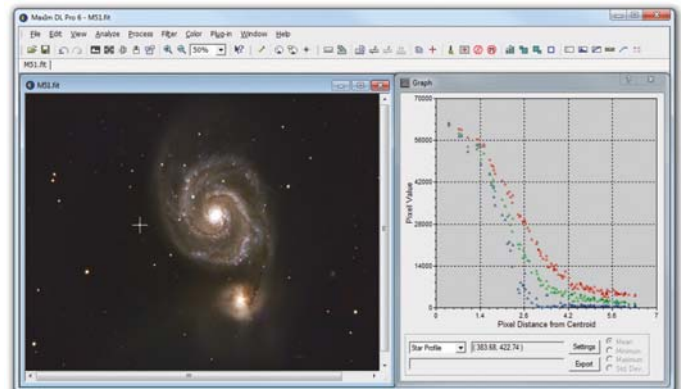 MaxIm DL Pro 6 - M51.fit
File Edit View Analyze Process Filter Color Plug-in Window Help
50%
M51.fit
M51.fit
Graph
70000
56000
42000
28000
14000
0
Pixel Value
0 1.4 2.8 4.2 5.6 7
Pixel Distance from Centroid
Star Profile
( 383.68, 422.74 )
Settings
Export
Mean
Minimum
Maximum
Std. Dev.